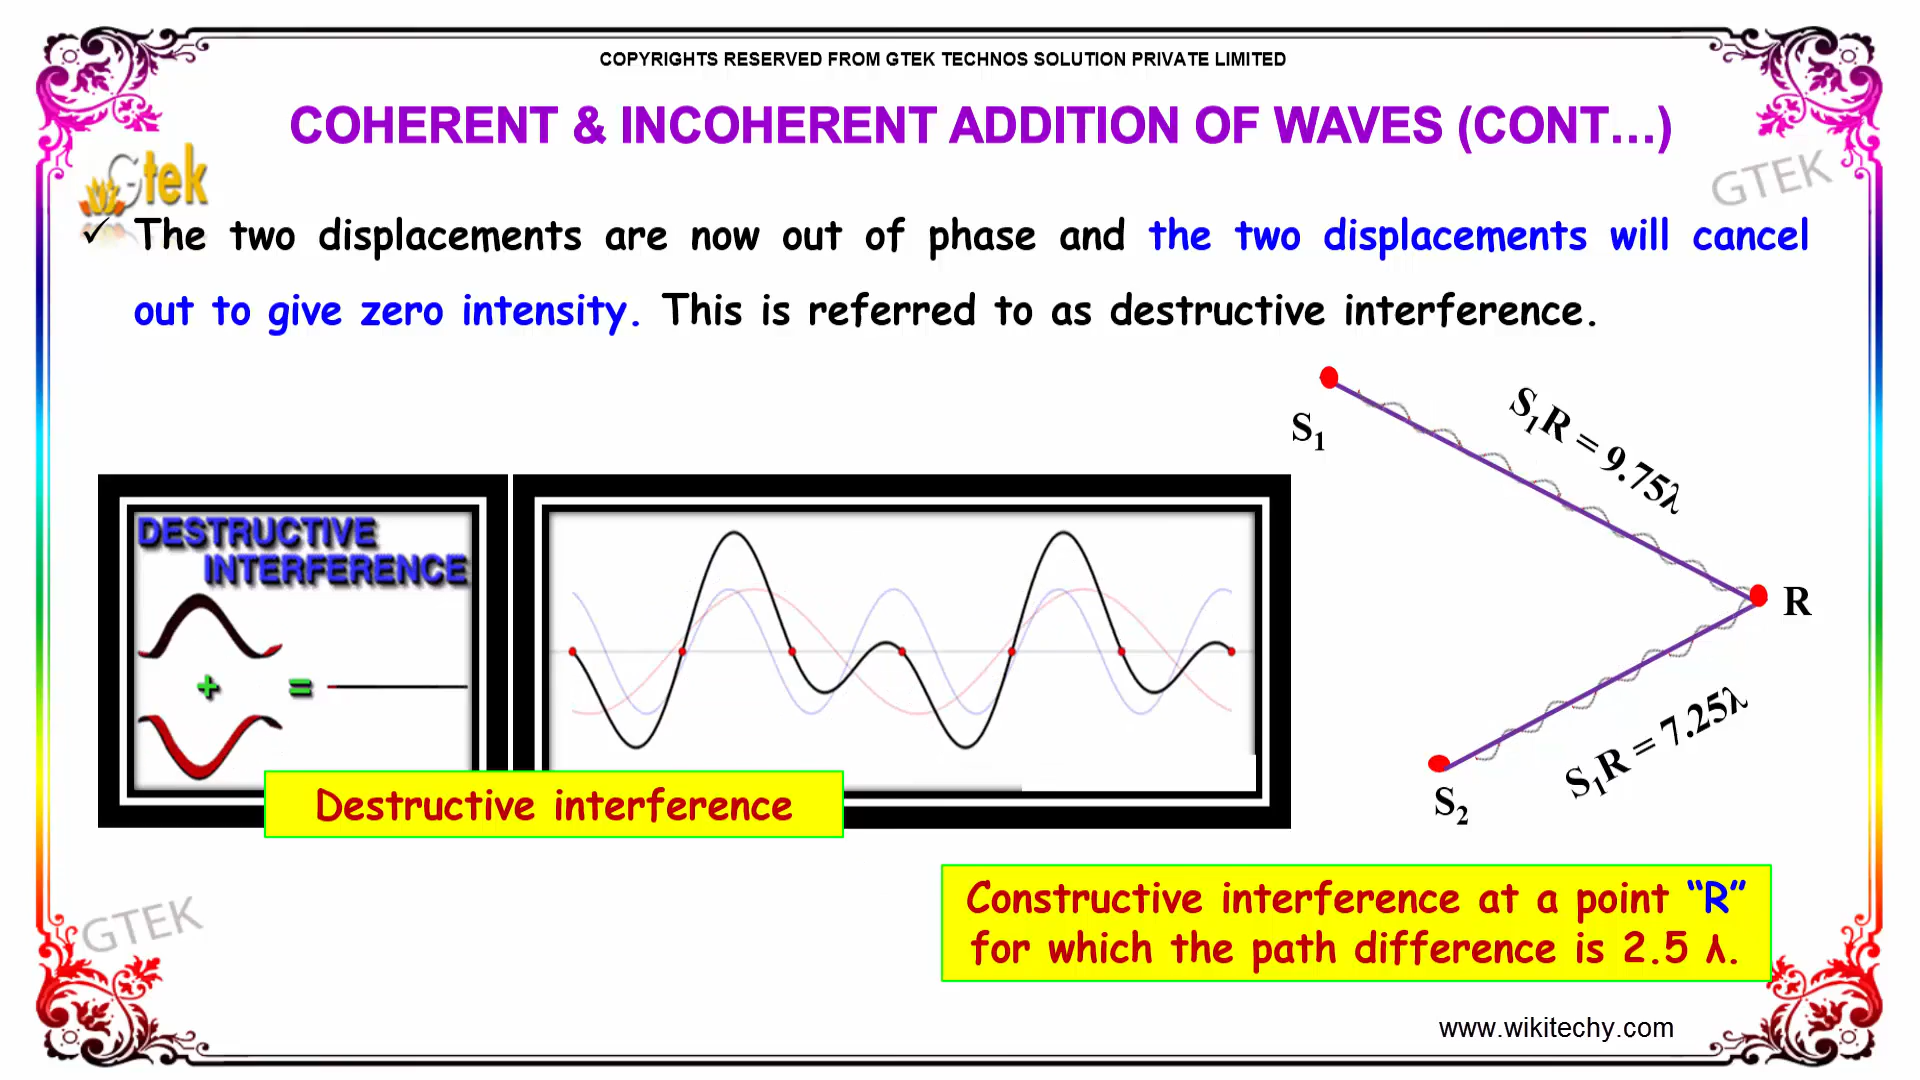 COPYRIGHTS RESERVED FROM GTEK TECHNOS SOLUTION PRIVATE LIMITED
COHERENT & INCOHERENT ADDITION OF WAVES (CONT...)
Gtek
GTEK
✓ The two displacements are now out of phase and the two displacements will cancel
out to give zero intensity. This is referred to as destructive interference.
S₁
S₁R = 9.75λ
DESTRUCTIVE
INTERFERENCE
+ =
R
S₁R = 7.25λ
S₂
Destructive interference
Constructive interference at a point “R”
for which the path difference is 2.5 λ.
GTEK
www.wikitechy.com